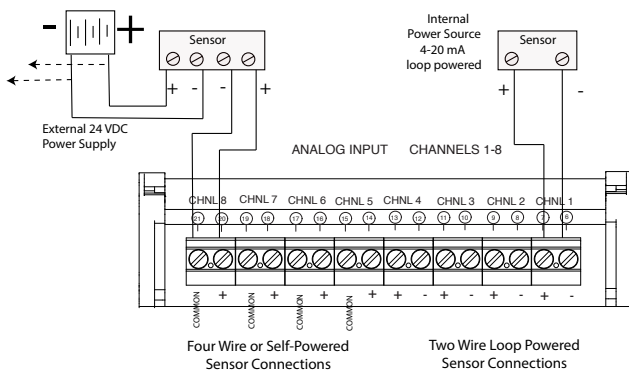 - +
Sensor
+ - - +
External 24 VDC
Power Supply
Internal
Power Source
4-20 mA
loop powered
Sensor
+ -
ANALOG INPUT CHANNELS 1-8
CHNL 8 CHNL 7 CHNL 6 CHNL 5 CHNL 4 CHNL 3 CHNL 2 CHNL 1
21 20 19 18 17 16 15 14 13 12 11 10 9 8 7 6
COMMON + COMMON + COMMON + COMMON + + - + - + - + -
Four Wire or Self-Powered
Sensor Connections
Two Wire Loop Powered
Sensor Connections